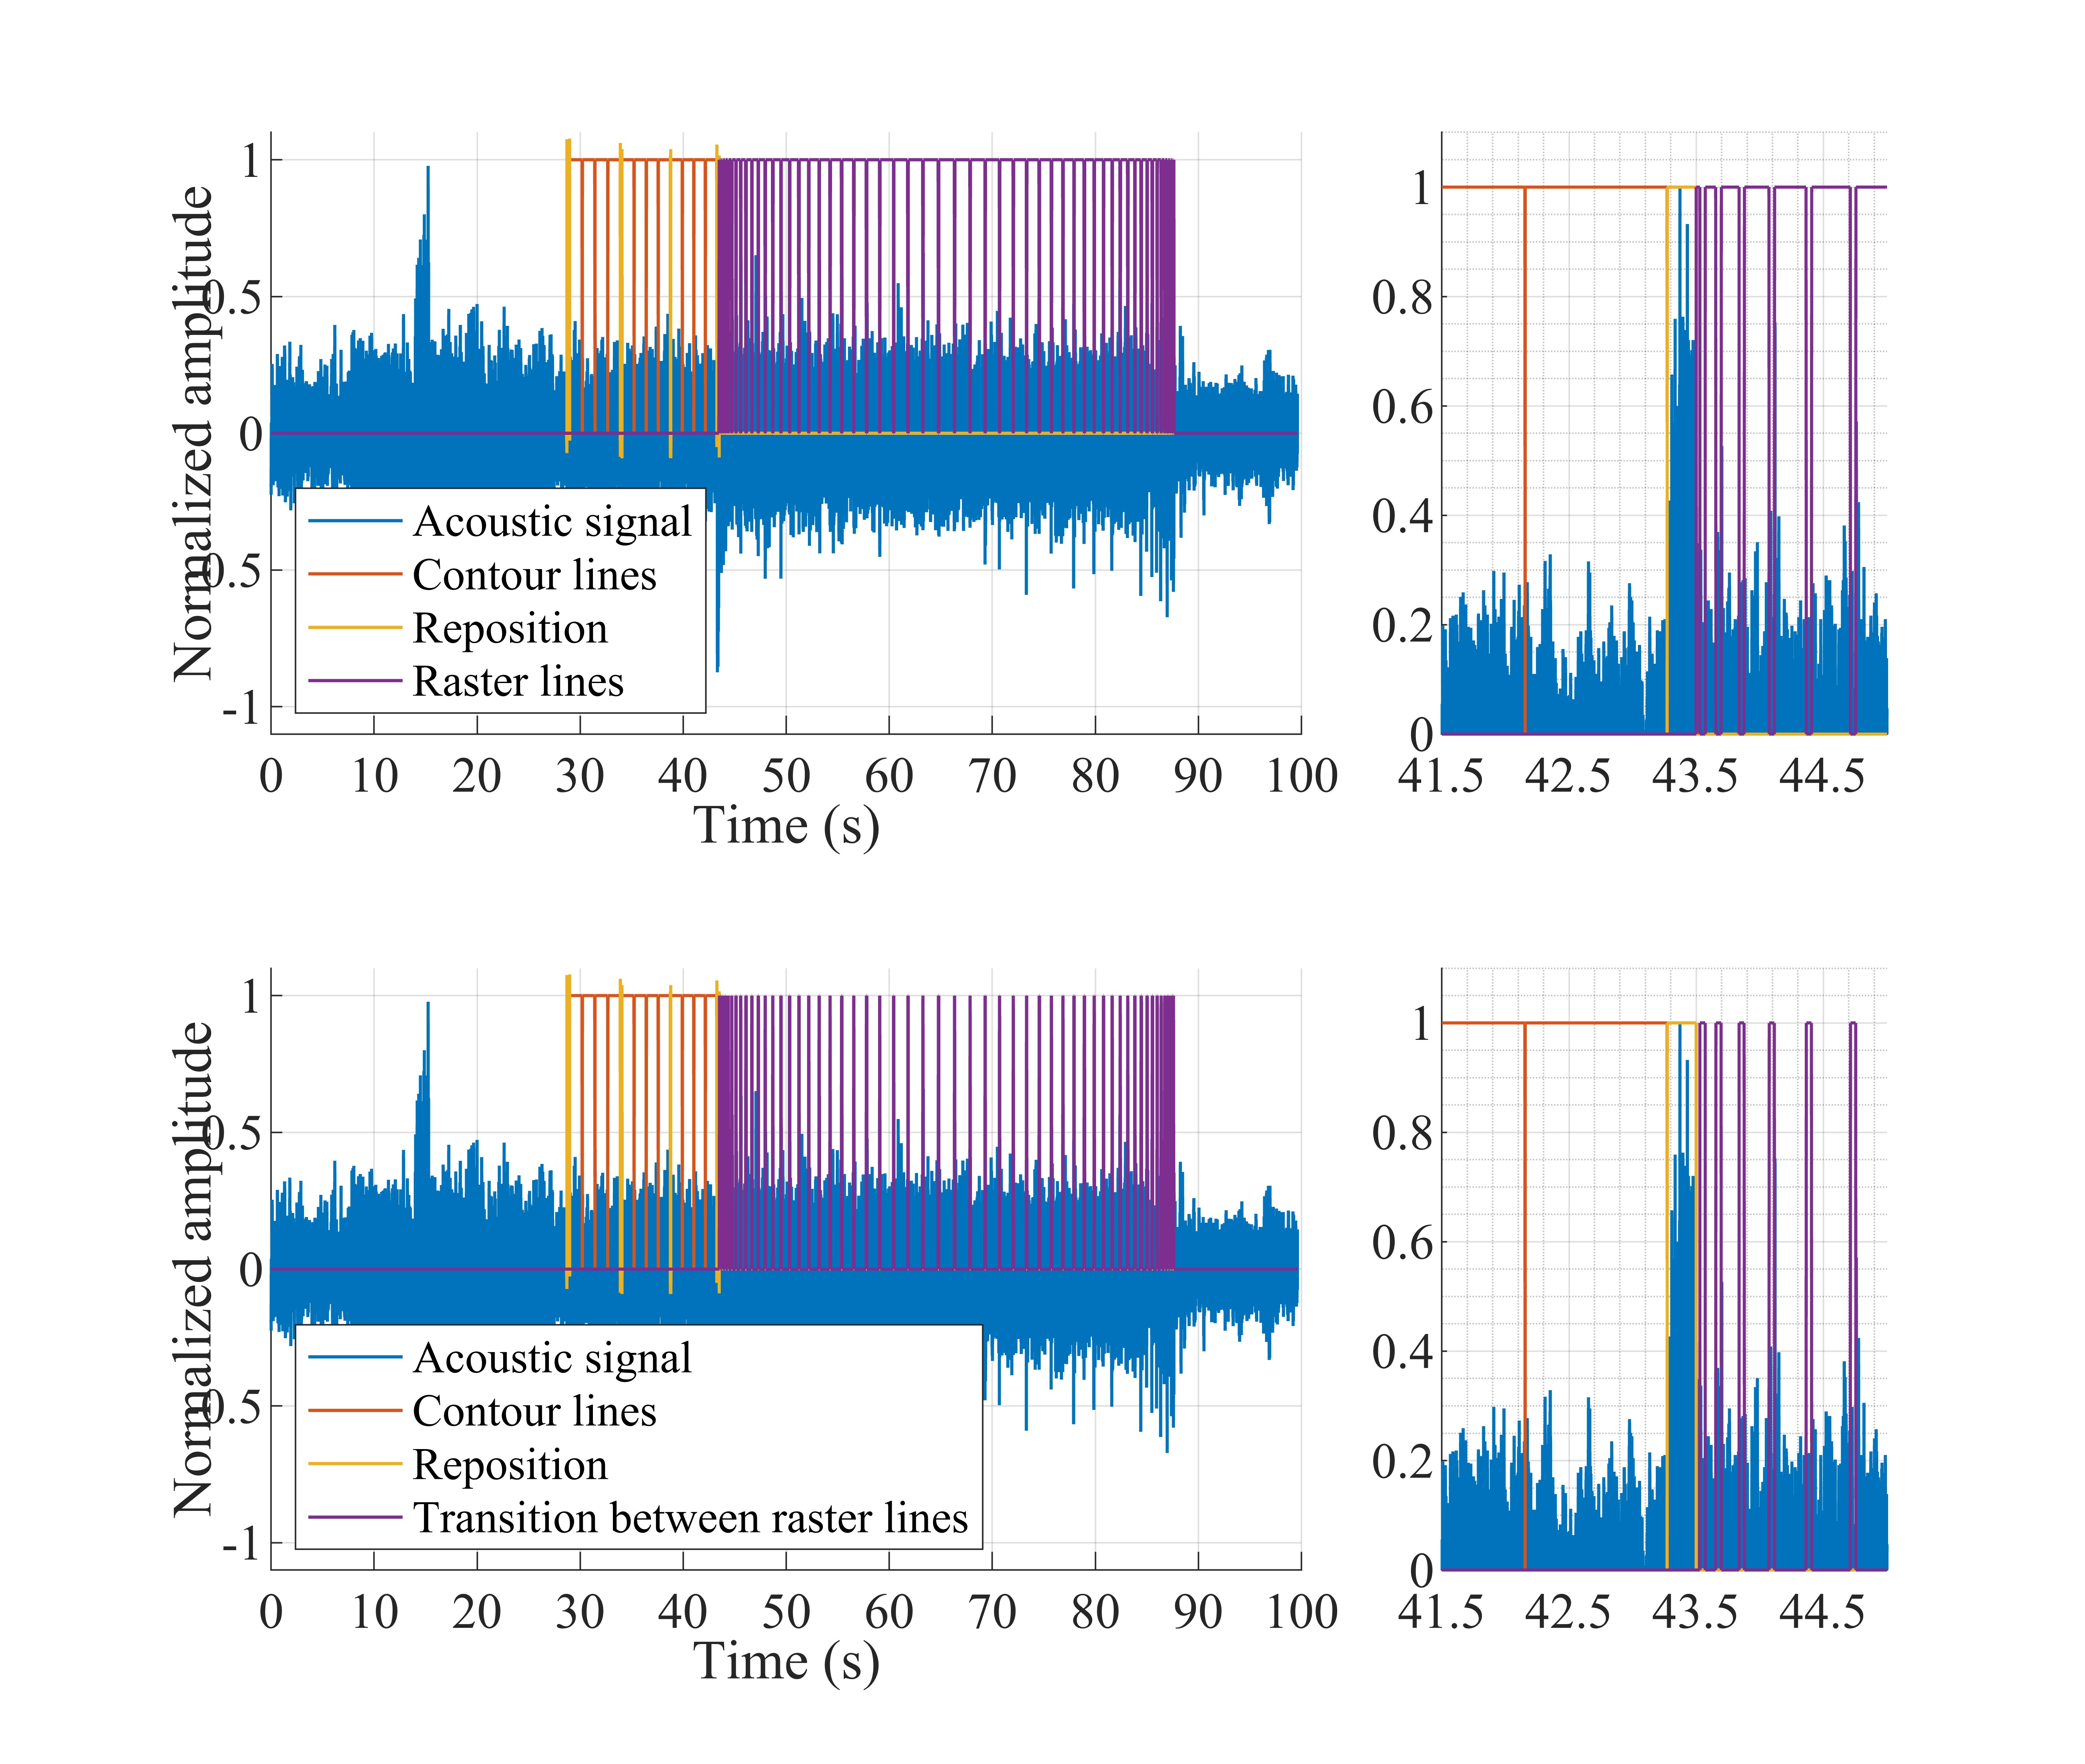 Normalized amplitude
1
0.5
0
0.5
-1
Acoustic signal
Contour lines
Reposition
Raster lines
0 10 20 30 40 50 60 70 80 90 100
Time (s)
1
0.8
0.6
0.4
0.2
0
41.5 42.5 43.5 44.5
Normalized amplitude
1
0.5
0
0.5
-1
Acoustic signal
Contour lines
Reposition
Transition between raster lines
0 10 20 30 40 50 60 70 80 90 100
Time (s)
1
0.8
0.6
0.4
0.2
0
41.5 42.5 43.5 44.5